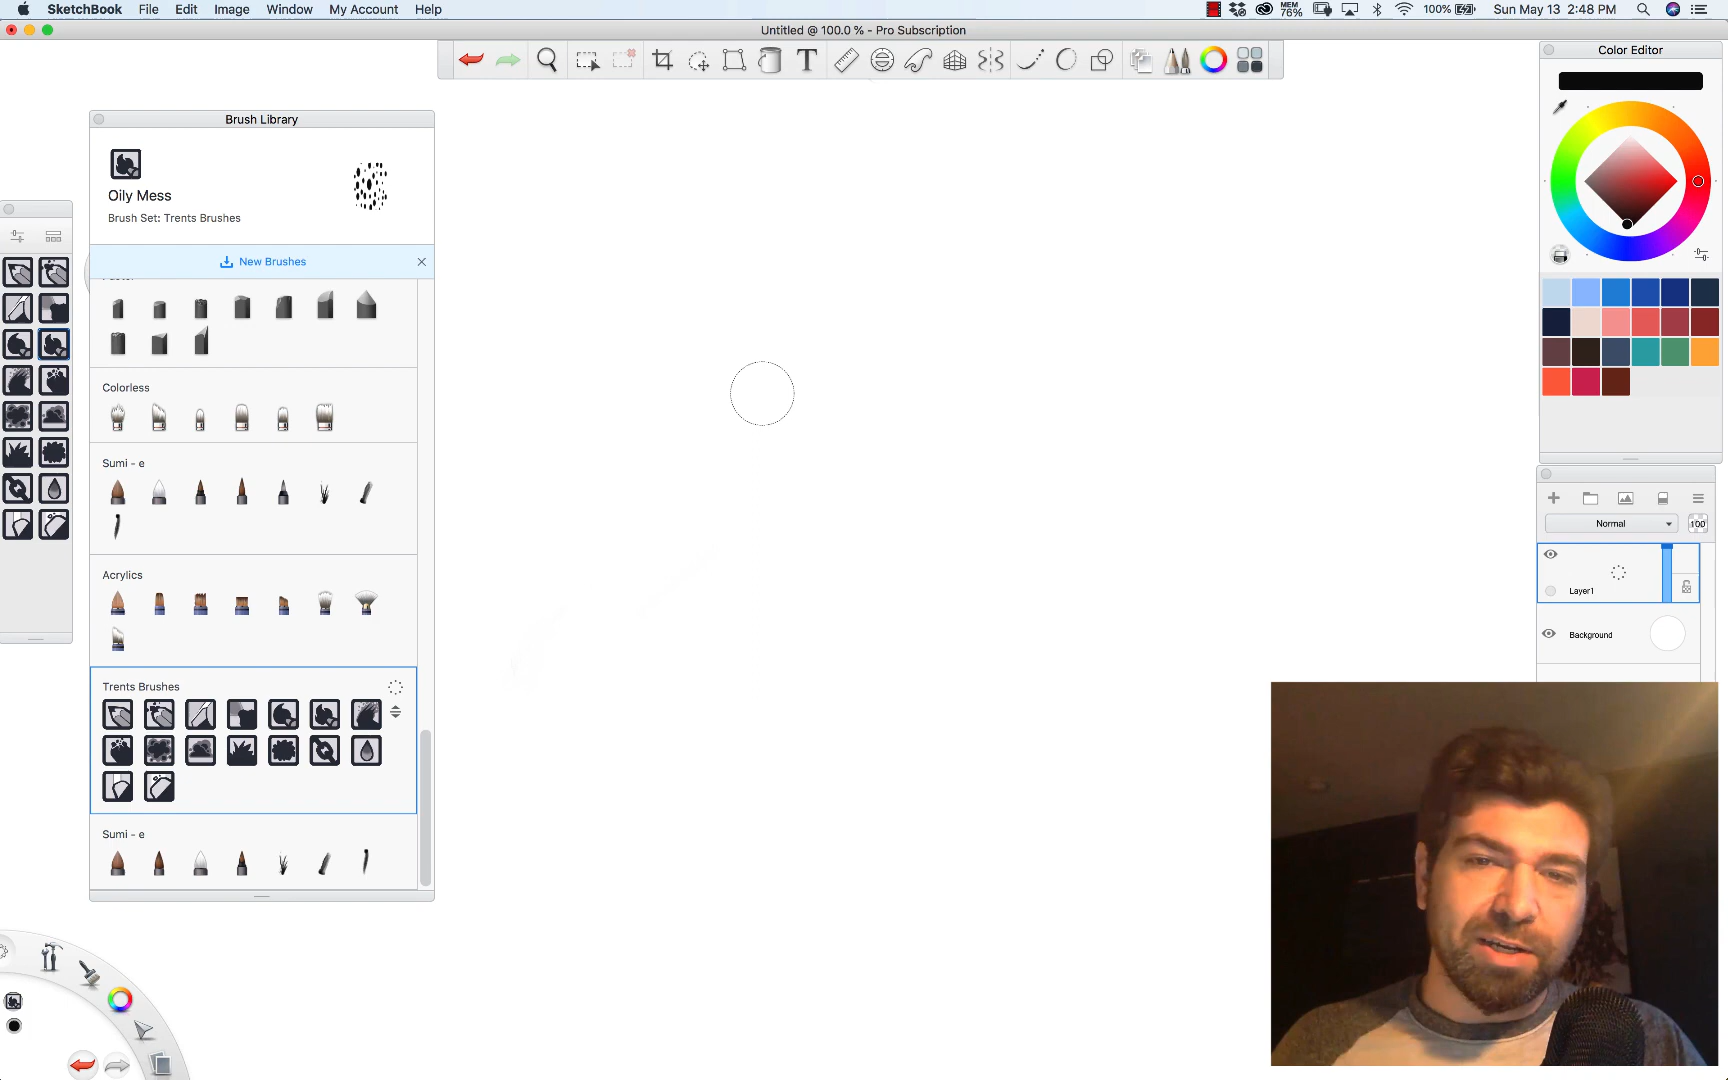 SketchBook File Edit Image Window My Account Help
MEM
76%
100%
Sun May 13 2:48 PM
Untitled @ 100.0 % - Pro Subscription
T
Color Editor
Brush Library
Oily Mess
Brush Set: Trents Brushes
New Brushes
Colorless
Sumi - e
Acrylics
Trents Brushes
Sumi - e
Normal
100
Layer1
Background